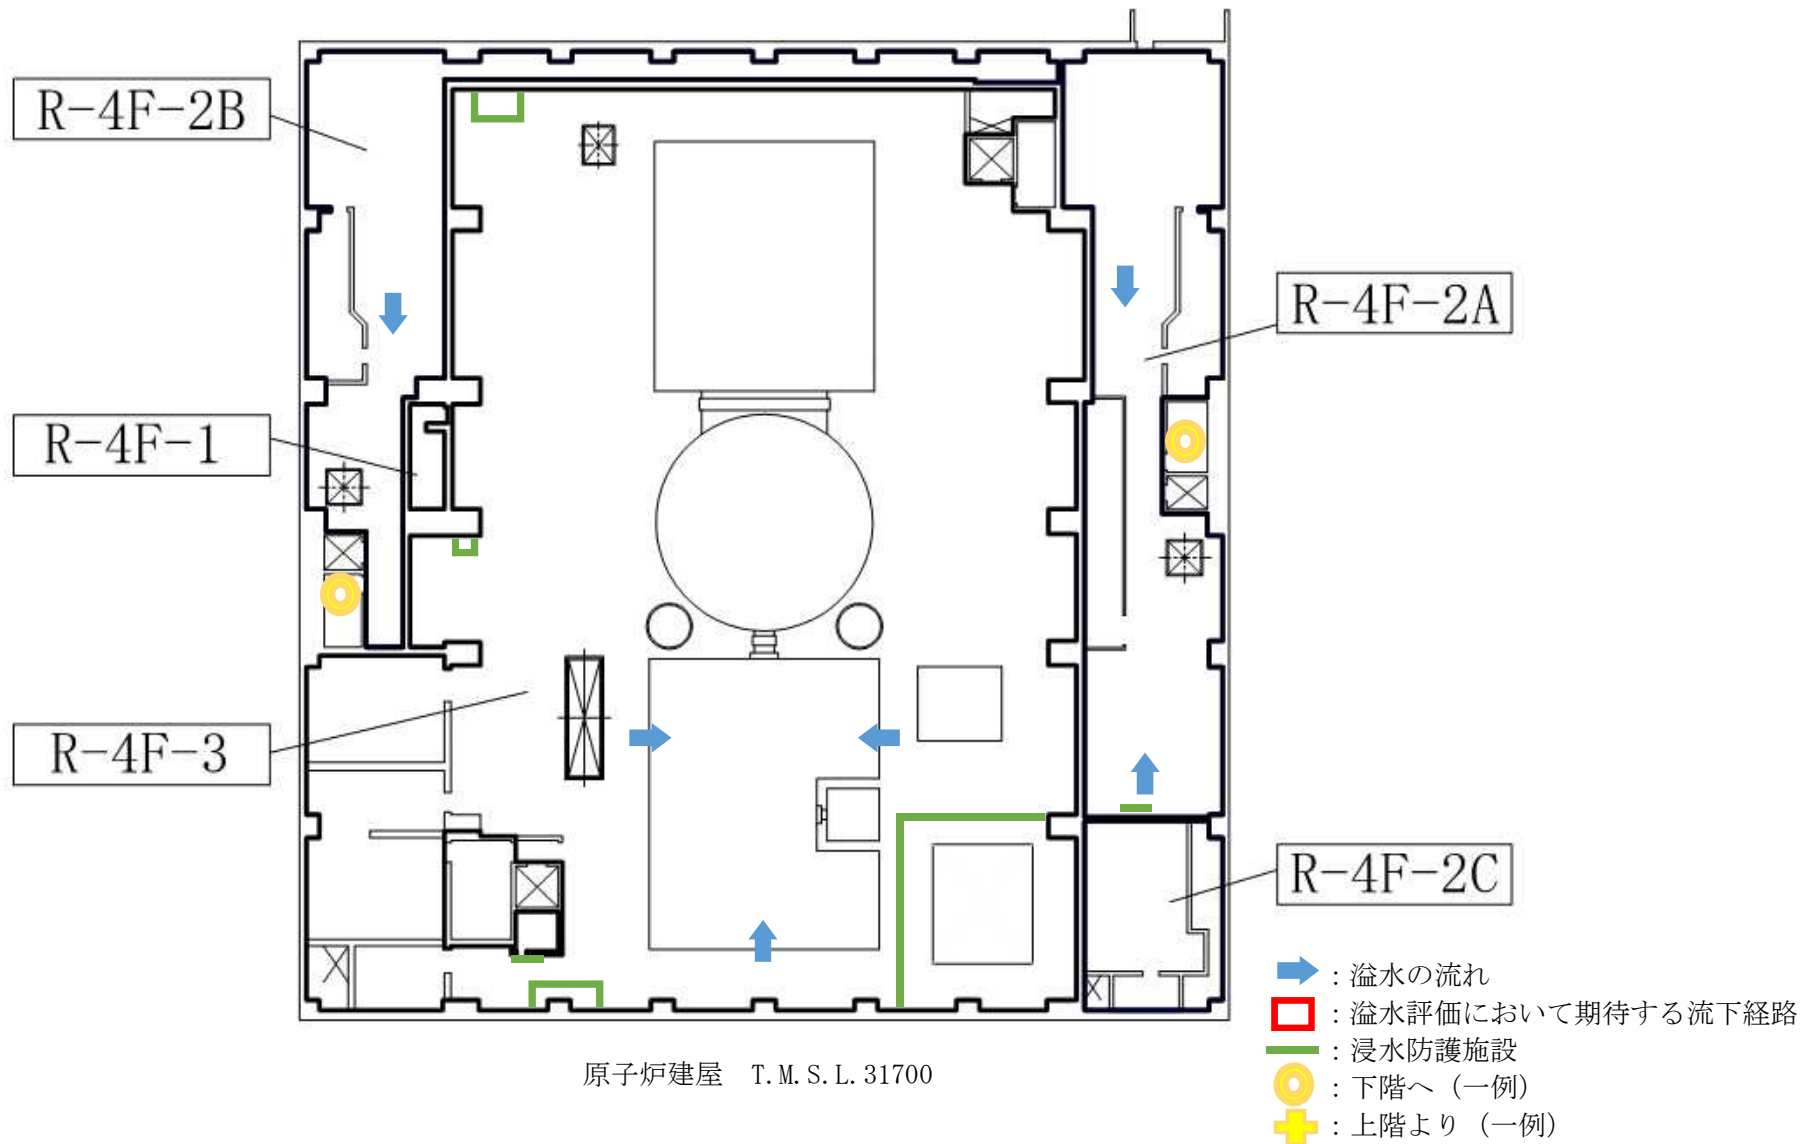 R-4F-2B
R-4F-2A
R-4F-1
R-4F-3
R-4F-2C
：溢水の流れ
：溢水評価において期待する流下経路
：浸水防護施設
：下階へ（一例）
：上階より（一例）
原子炉建屋　T.M.S.L.31700